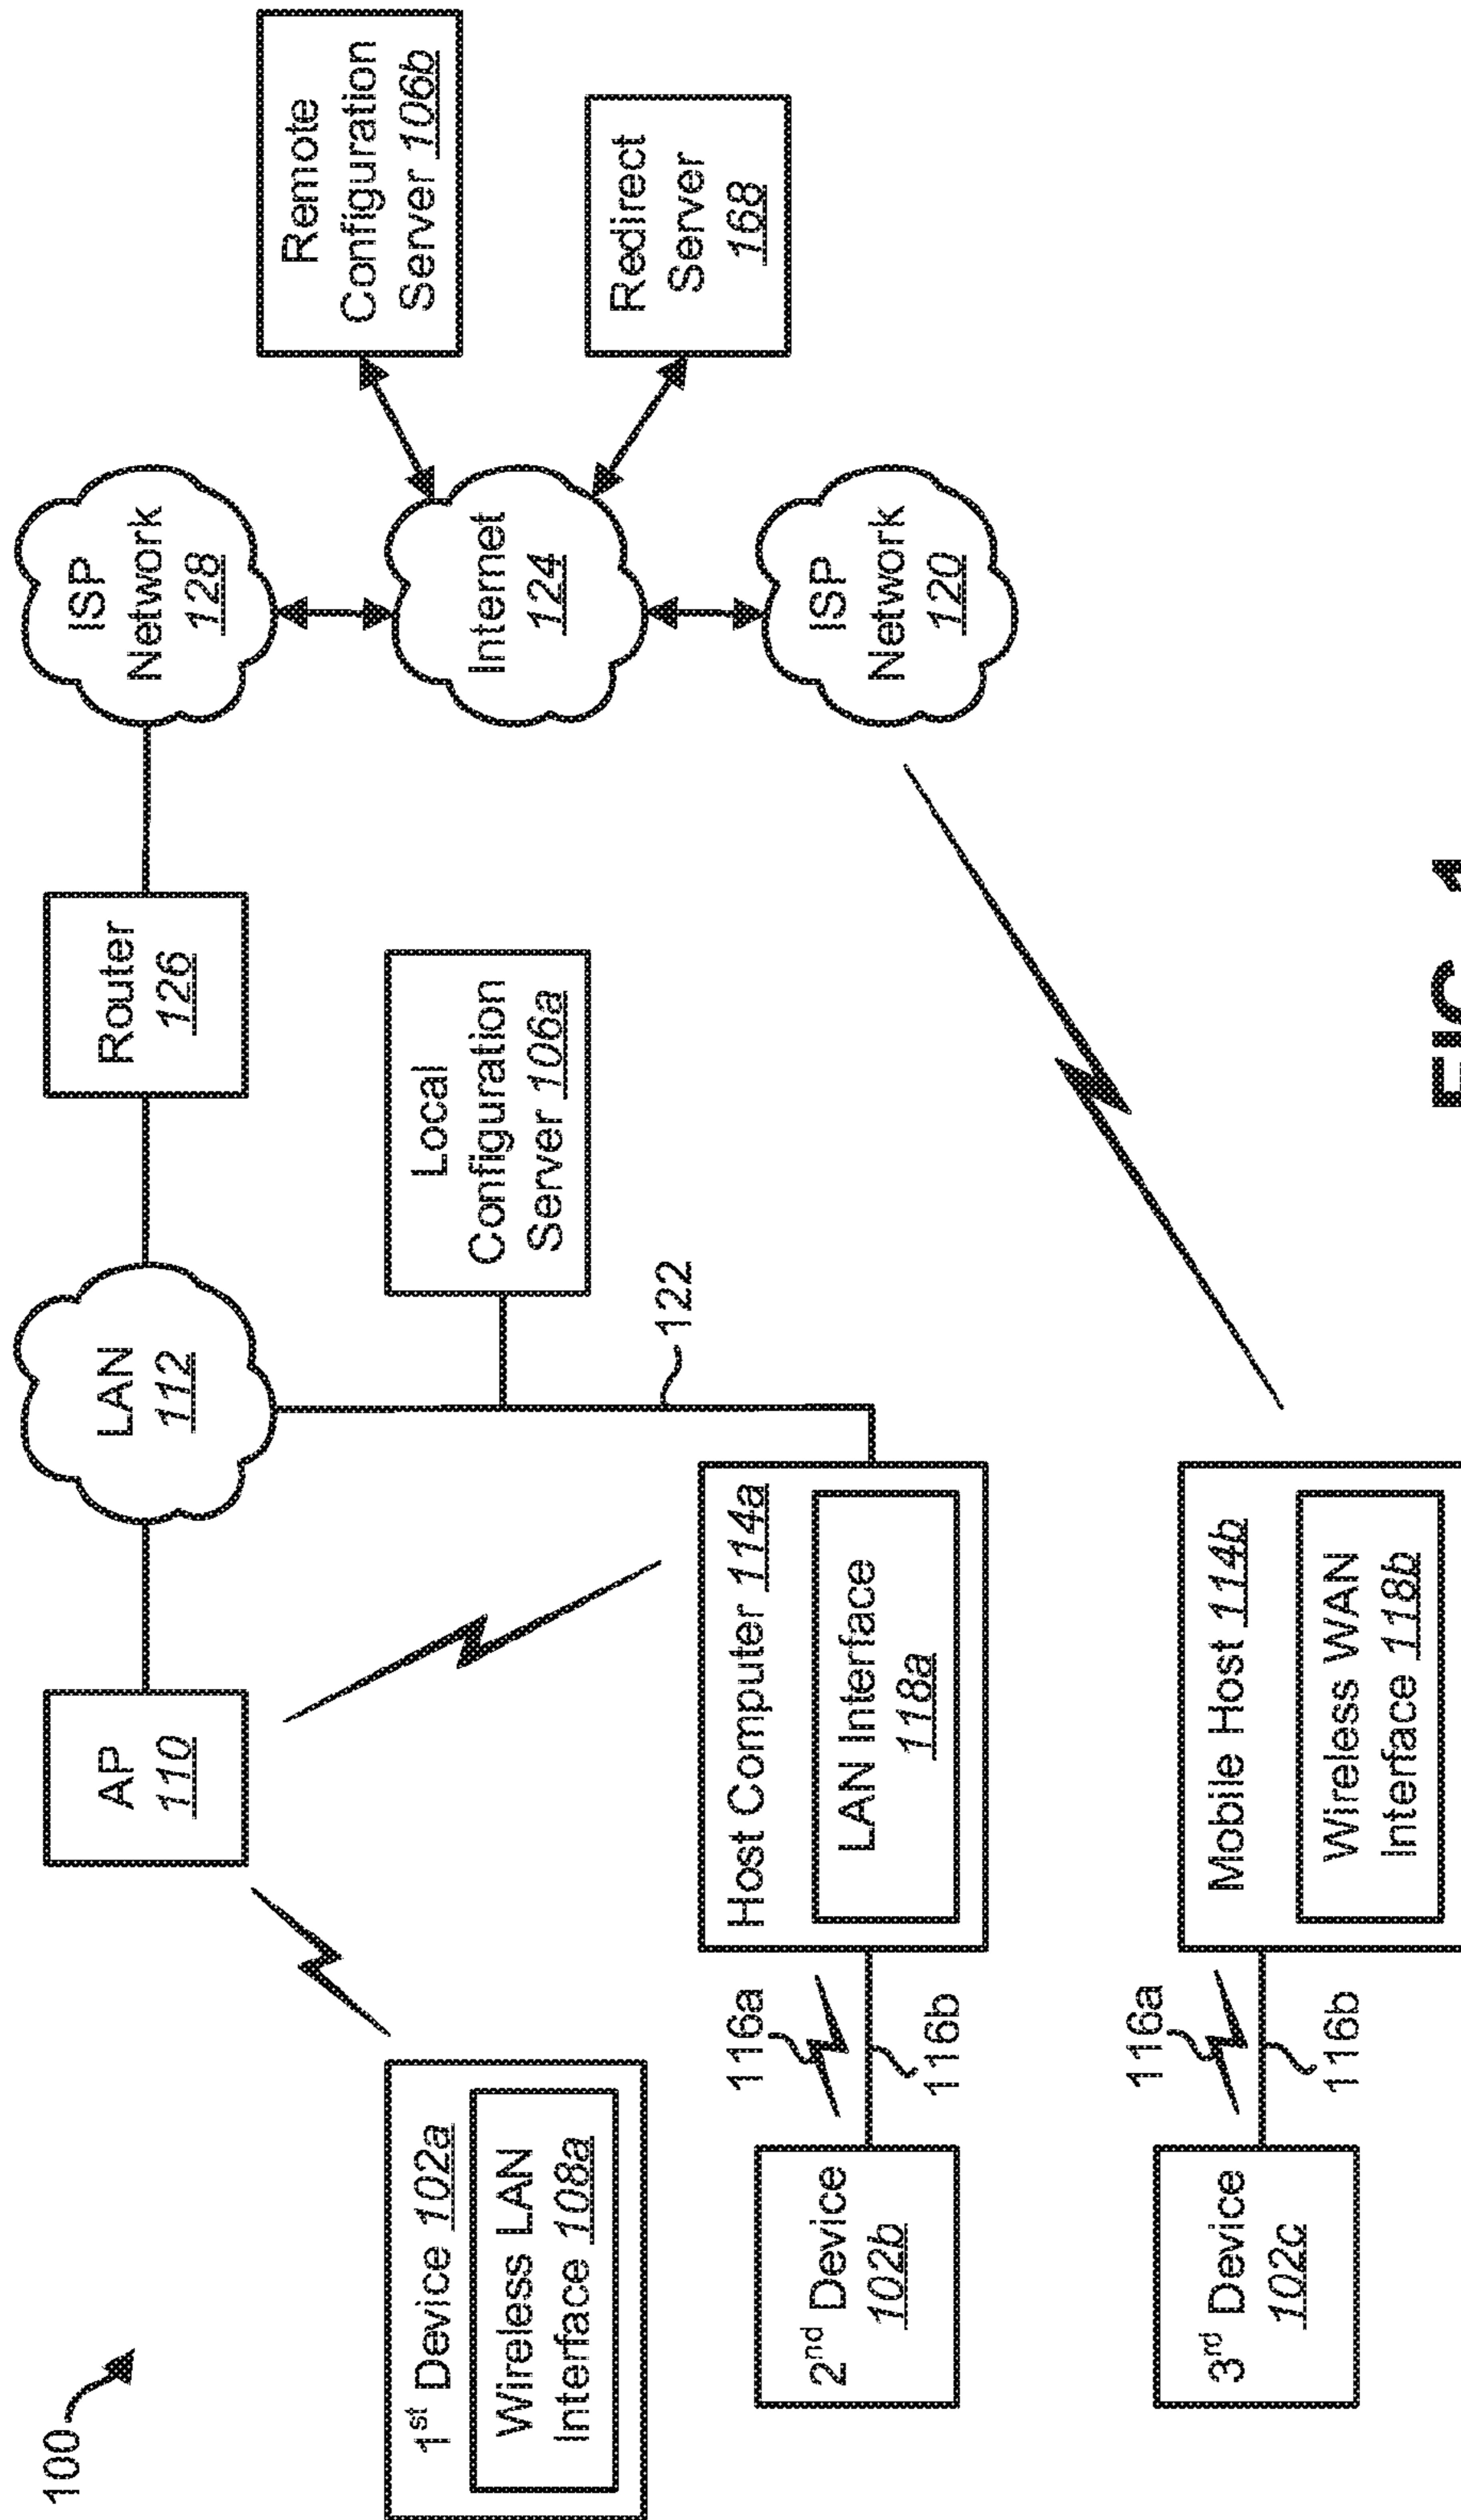 100
1st Device 102a
Wireless LAN
Interface 108a
2nd Device
102b
3rd Device
102c
116a
116b
116a
116b
AP
110
Host Computer 114a
LAN Interface
118a
Mobile Host 114b
Wireless WAN
Interface 118b
LAN
112
122
Local
Configuration
Server 106a
Router
126
ISP
Network
128
Internet
124
ISP
Network
120
Remote
Configuration
Server 106b
Redirect
Server
168
FIG. 1